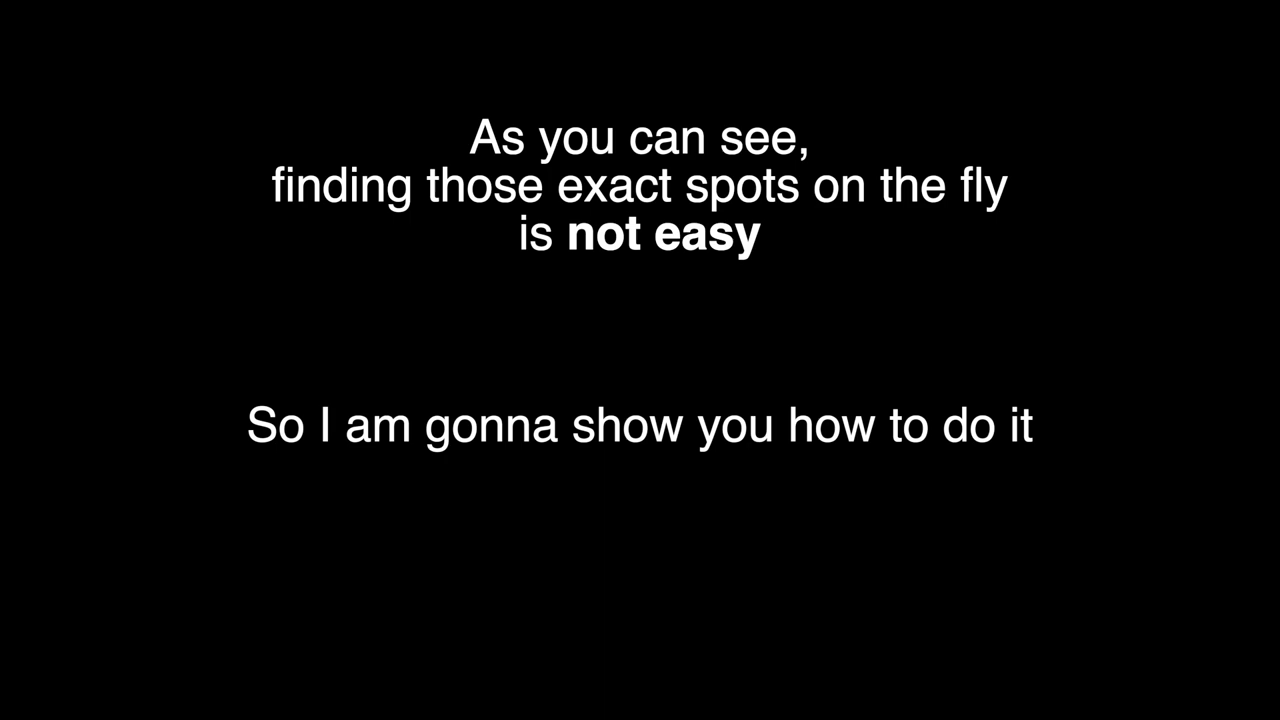 As you can see,
finding those exact spots on the fly
is not easy
So I am gonna show you how to do it